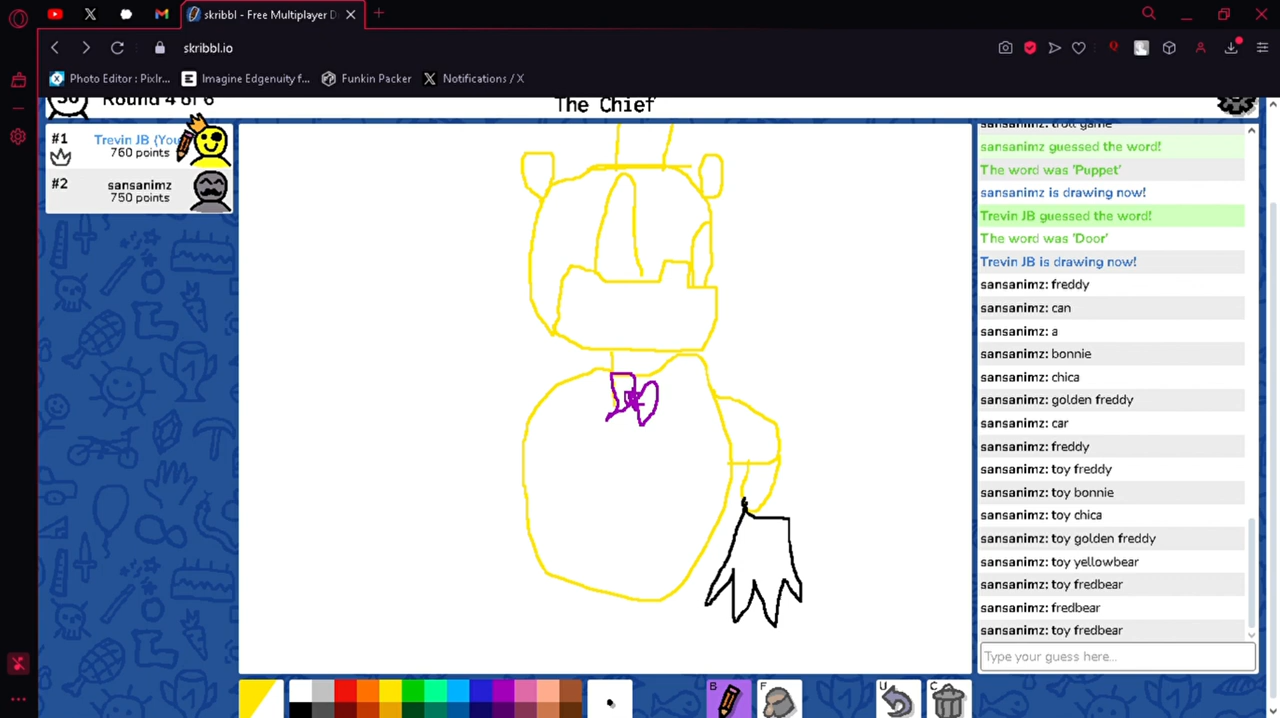 skribbl - Free Multiplayer D
skribbl.io
Photo Editor : Pixlr...
Imagine Edgenuity f...
Funkin Packer
Notifications / X
Round 4 of 6
The Chief
#1
Trevin JB (You
760 points
#2
sansanimz
750 points
sansanimz: troll game
sansanimz guessed the word!
The word was 'Puppet'
sansanimz is drawing now!
Trevin JB guessed the word!
The word was 'Door'
Trevin JB is drawing now!
sansanimz: freddy
sansanimz: can
sansanimz: a
sansanimz: bonnie
sansanimz: chica
sansanimz: golden freddy
sansanimz: car
sansanimz: freddy
sansanimz: toy freddy
sansanimz: toy bonnie
sansanimz: toy chica
sansanimz: toy golden freddy
sansanimz: toy yellowbear
sansanimz: toy fredbear
sansanimz: fredbear
sansanimz: toy fredbear
Type your guess here...
B
F
U
C